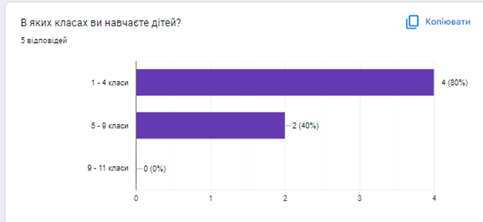 В яких класах ви навчаєте дітей?
Копіювати
5 відповідей
1 - 4 класи
4 (80%)
5 - 9 класи
2 (40%)
9 - 11 класи
0 (0%)
0
1
2
3
4